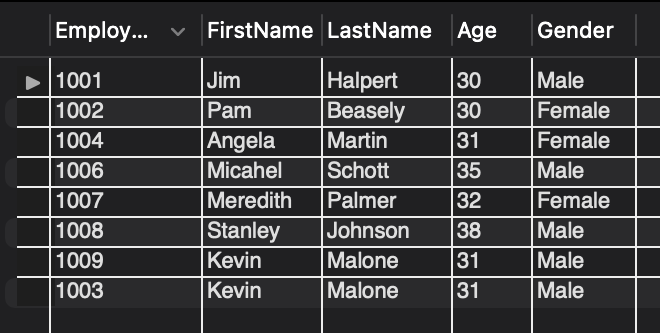 Employ... FirstName LastName Age Gender
1001 Jim Halpert 30 Male
1002 Pam Beasely 30 Female
1004 Angela Martin 31 Female
1006 Micahel Schott 35 Male
1007 Meredith Palmer 32 Female
1008 Stanley Johnson 38 Male
1009 Kevin Malone 31 Male
1003 Kevin Malone 31 Male